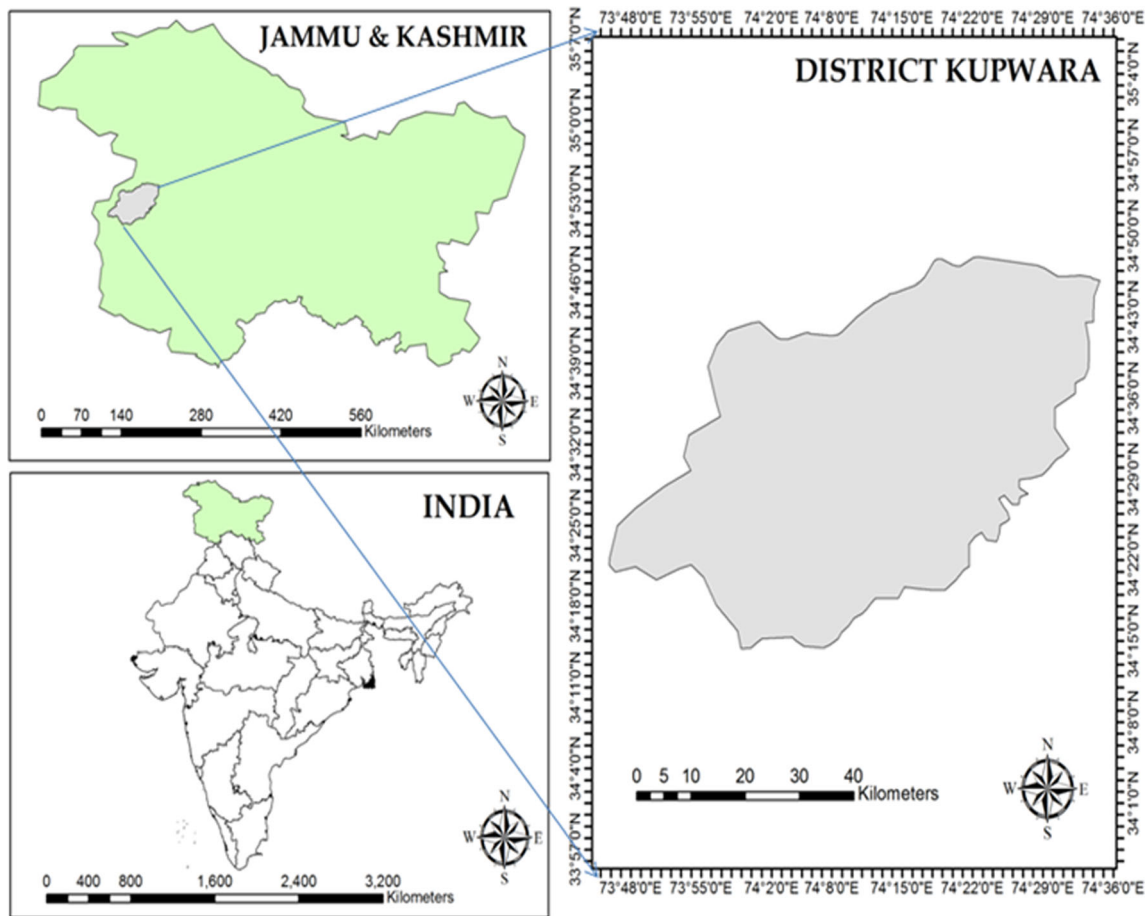 JAMMU & KASHMIR
N
W E
S
0 70 140 280 420 560
Kilometers
INDIA
N
W E
S
0 400 800 1,600 2,400 3,200
Kilometers
73°48'0"E 73°55'0"E 74°2'0"E 74°8'0"E 74°15'0"E 74°22'0"E 74°29'0"E 74°36'0"E
DISTRICT KUPWARA
35°7'0"N
35°0'0"N
34°53'0"N
34°46'0"N
34°39'0"N
34°32'0"N
34°25'0"N
34°18'0"N
34°11'0"N
34°4'0"N
33°57'0"N
35°4'0"N
34°57'0"N
34°50'0"N
34°43'0"N
34°36'0"N
34°29'0"N
34°22'0"N
34°15'0"N
34°8'0"N
34°1'0"N
N
W E
S
0 5 10 20 30 40
Kilometers
73°48'0"E 73°55'0"E 74°2'0"E 74°8'0"E 74°15'0"E 74°22'0"E 74°29'0"E 74°36'0"E